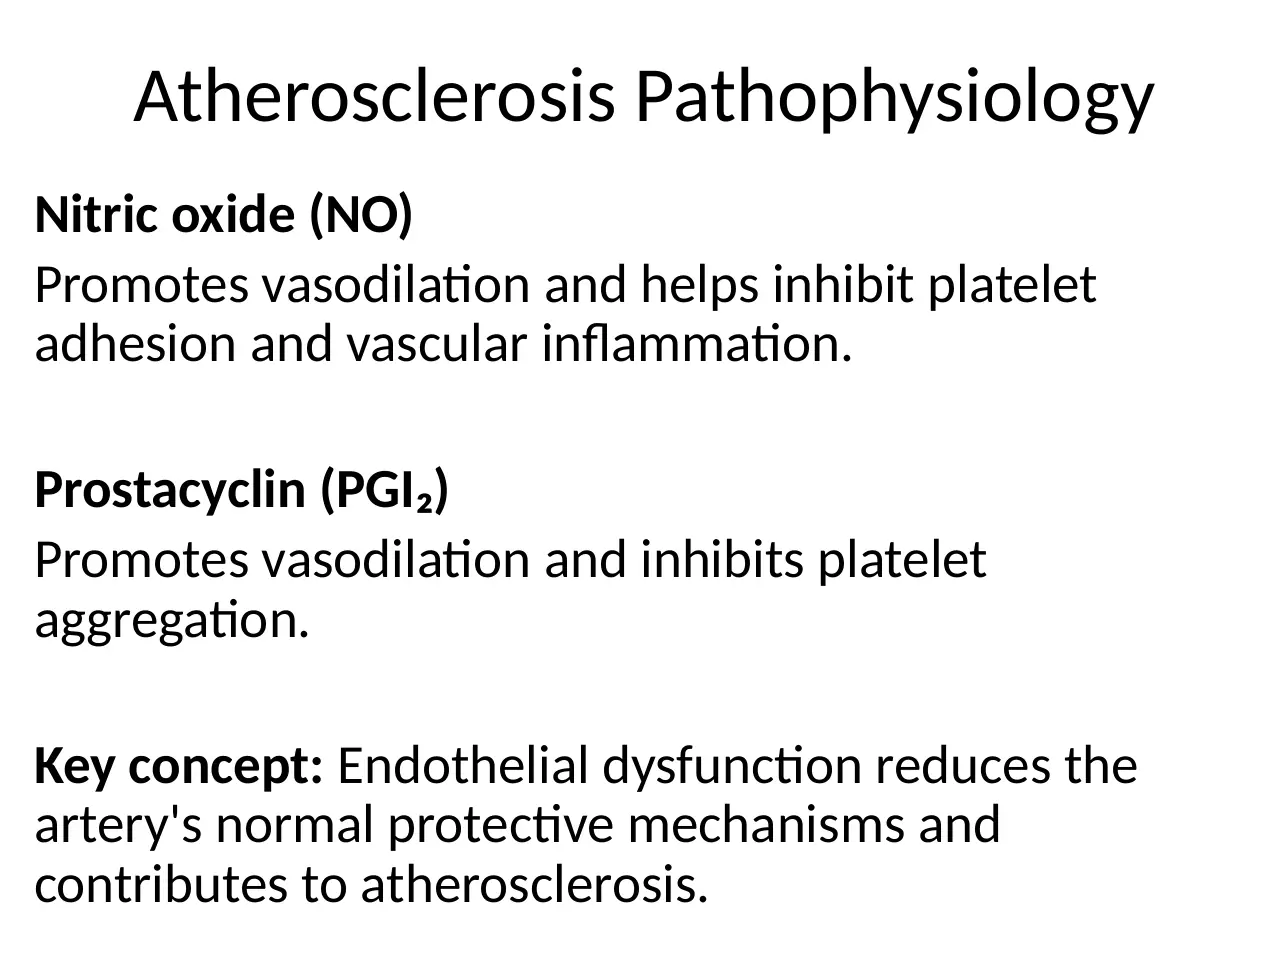 Atherosclerosis Pathophysiology
Nitric oxide (NO)
Promotes vasodilation and helps inhibit platelet
adhesion and vascular inflammation.
Prostacyclin (PGI₂)
Promotes vasodilation and inhibits platelet
aggregation.
Key concept: Endothelial dysfunction reduces the
artery's normal protective mechanisms and
contributes to atherosclerosis.